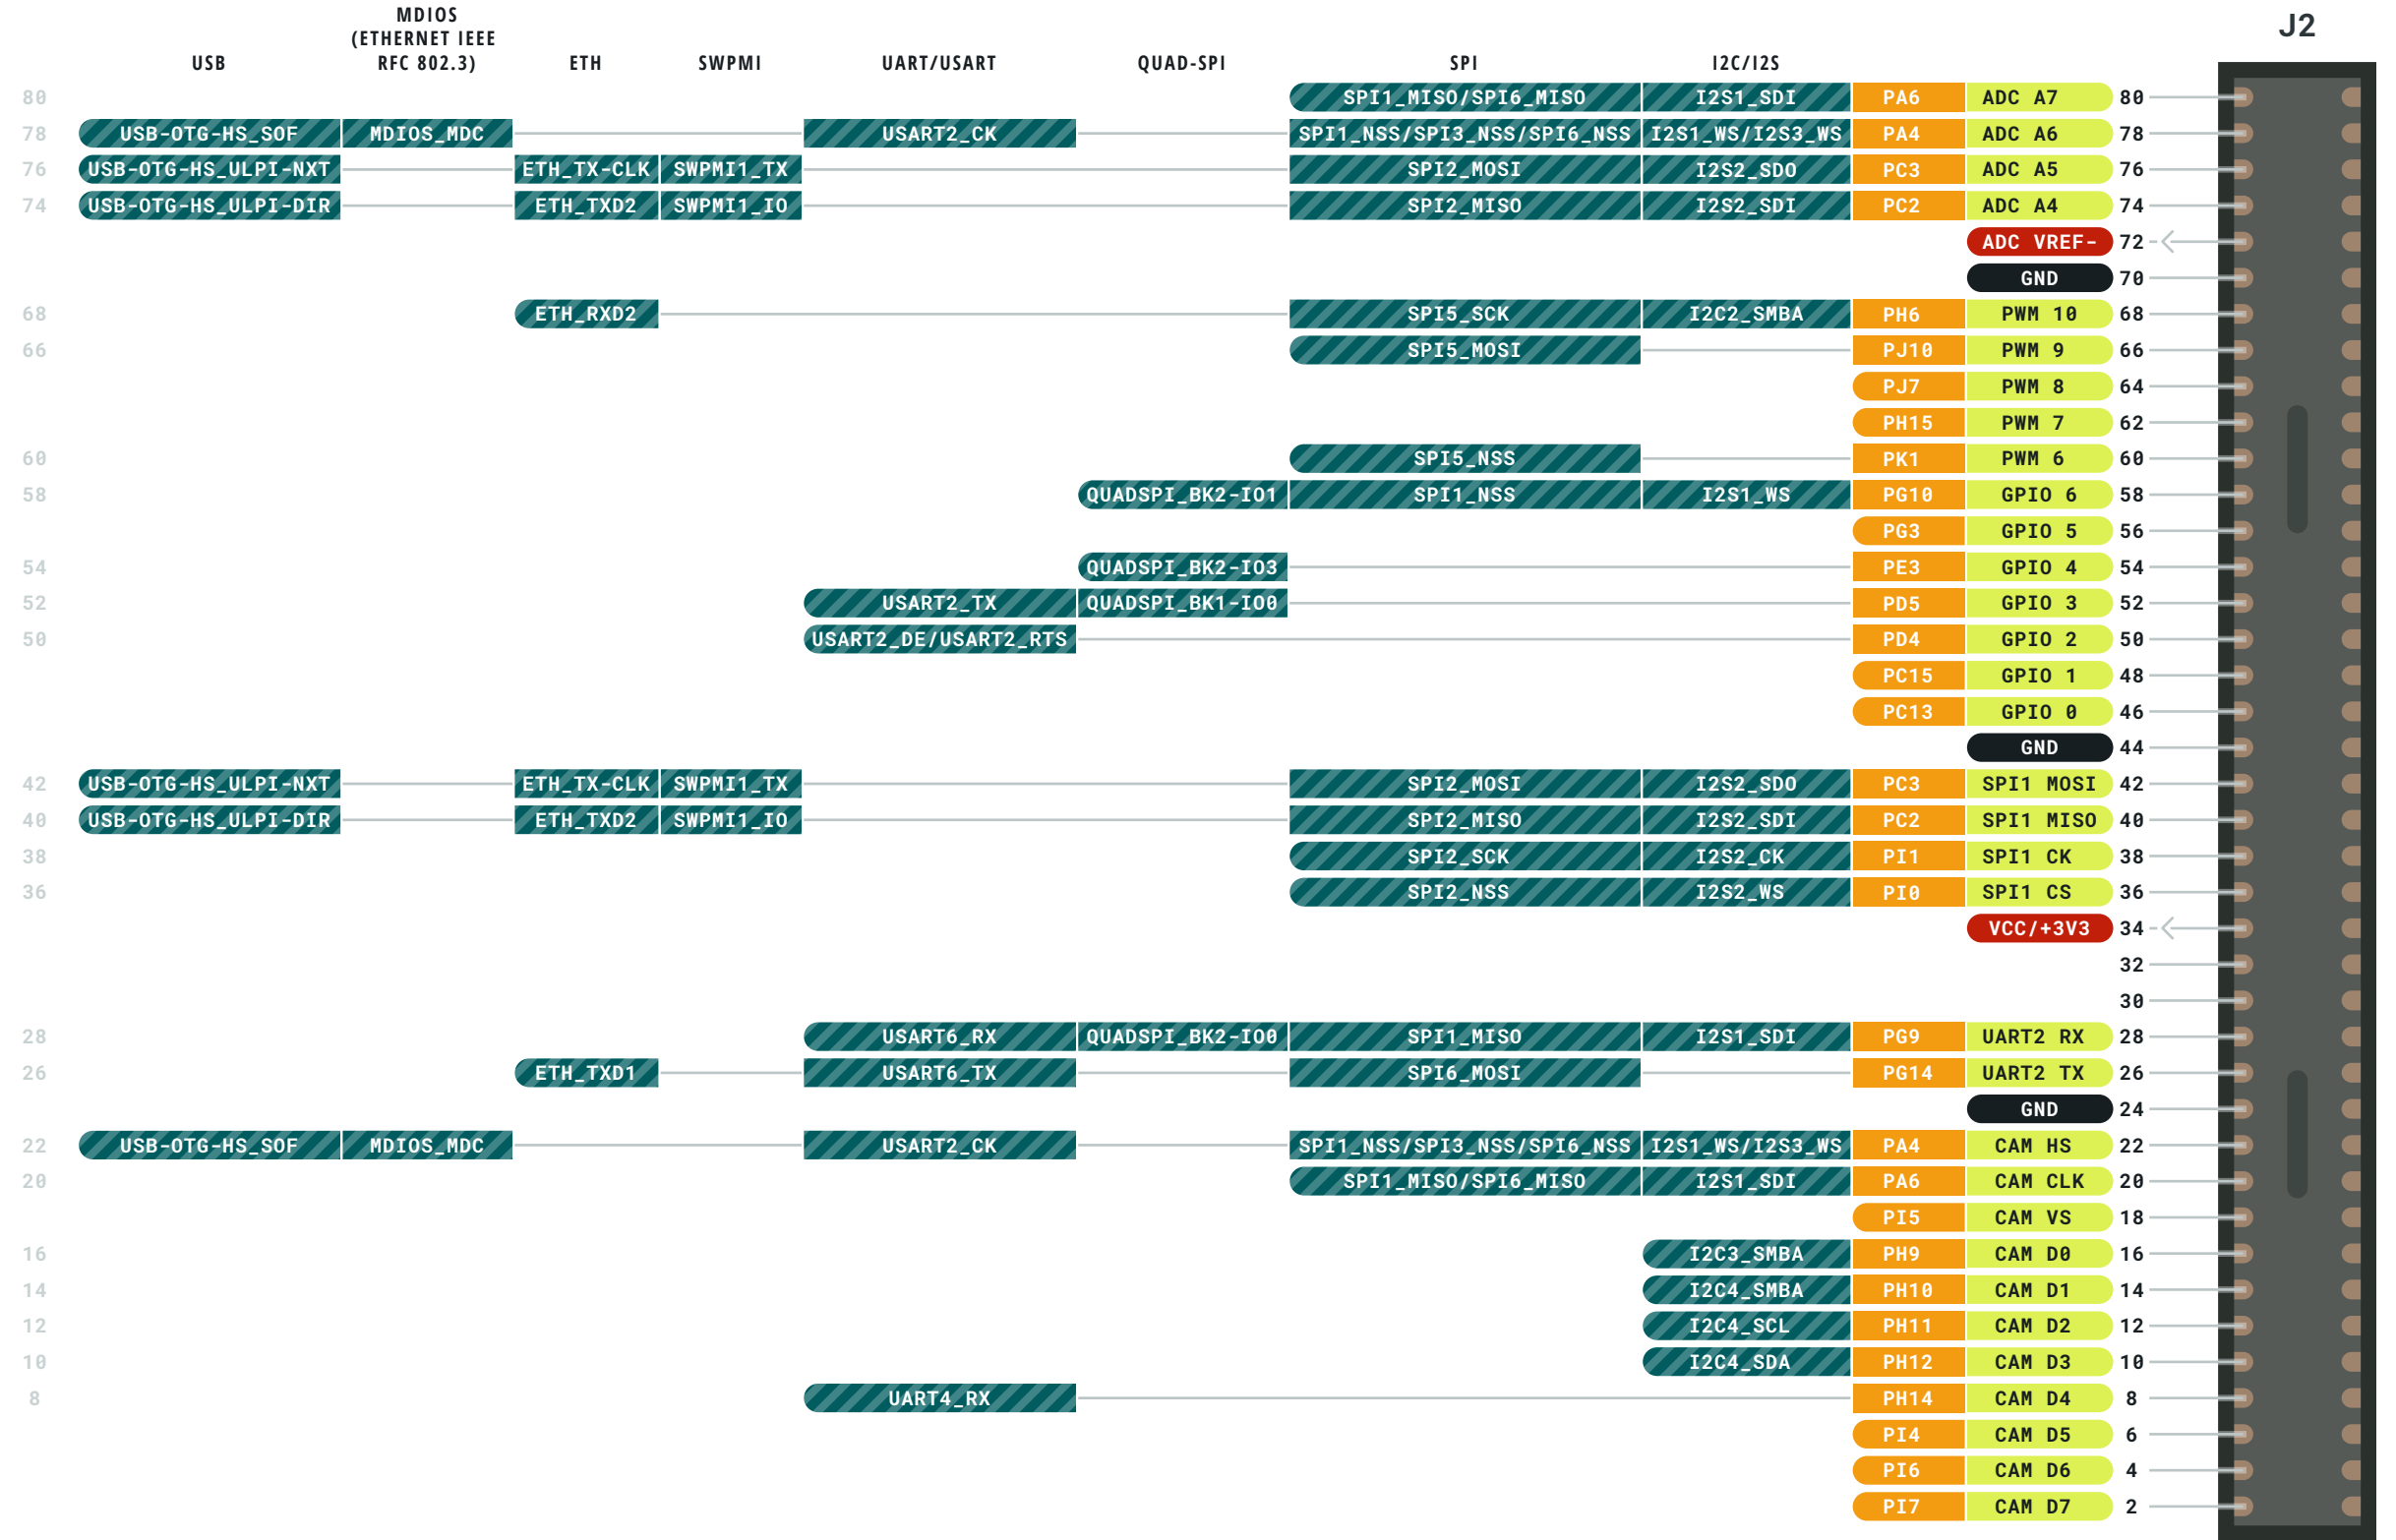 MDIOS
(ETHERNET IEEE
RFC 802.3)
USB ETH SWPMI UART/USART QUAD-SPI SPI I2C/I2S
J2
80 SPI1_MISO/SPI6_MISO I2S1_SDI PA6 ADC A7 80
78 USB-OTG-HS_SOF MDIOS_MDC USART2_CK SPI1_NSS/SPI3_NSS/SPI6_NSS I2S1_WS/I2S3_WS PA4 ADC A6 78
76 USB-OTG-HS_ULPI-NXT ETH_TX-CLK SWPMI1_TX SPI2_MOSI I2S2_SDO PC3 ADC A5 76
74 USB-OTG-HS_ULPI-DIR ETH_TXD2 SWPMI1_IO SPI2_MISO I2S2_SDI PC2 ADC A4 74
ADC VREF- 72
GND 70
68 ETH_RXD2 SPI5_SCK I2C2_SMBA PH6 PWM 10 68
66 SPI5_MOSI PJ10 PWM 9 66
PJ7 PWM 8 64
PH15 PWM 7 62
60 SPI5_NSS PK1 PWM 6 60
58 QUADSPI_BK2-IO1 SPI1_NSS I2S1_WS PG10 GPIO 6 58
PG3 GPIO 5 56
54 QUADSPI_BK2-IO3 PE3 GPIO 4 54
52 USART2_TX QUADSPI_BK1-IO0 PD5 GPIO 3 52
50 USART2_DE/USART2_RTS PD4 GPIO 2 50
PC15 GPIO 1 48
PC13 GPIO 0 46
GND 44
42 USB-OTG-HS_ULPI-NXT ETH_TX-CLK SWPMI1_TX SPI2_MOSI I2S2_SDO PC3 SPI1 MOSI 42
40 USB-OTG-HS_ULPI-DIR ETH_TXD2 SWPMI1_IO SPI2_MISO I2S2_SDI PC2 SPI1 MISO 40
38 SPI2_SCK I2S2_CK PI1 SPI1 CK 38
36 SPI2_NSS I2S2_WS PI0 SPI1 CS 36
VCC/+3V3 34
32
30
28 USART6_RX QUADSPI_BK2-IO0 SPI1_MISO I2S1_SDI PG9 UART2 RX 28
26 ETH_TXD1 USART6_TX SPI6_MOSI PG14 UART2 TX 26
GND 24
22 USB-OTG-HS_SOF MDIOS_MDC USART2_CK SPI1_NSS/SPI3_NSS/SPI6_NSS I2S1_WS/I2S3_WS PA4 CAM HS 22
20 SPI1_MISO/SPI6_MISO I2S1_SDI PA6 CAM CLK 20
PI5 CAM VS 18
16 I2C3_SMBA PH9 CAM D0 16
14 I2C4_SMBA PH10 CAM D1 14
12 I2C4_SCL PH11 CAM D2 12
10 I2C4_SDA PH12 CAM D3 10
8 UART4_RX PH14 CAM D4 8
PI4 CAM D5 6
PI6 CAM D6 4
PI7 CAM D7 2